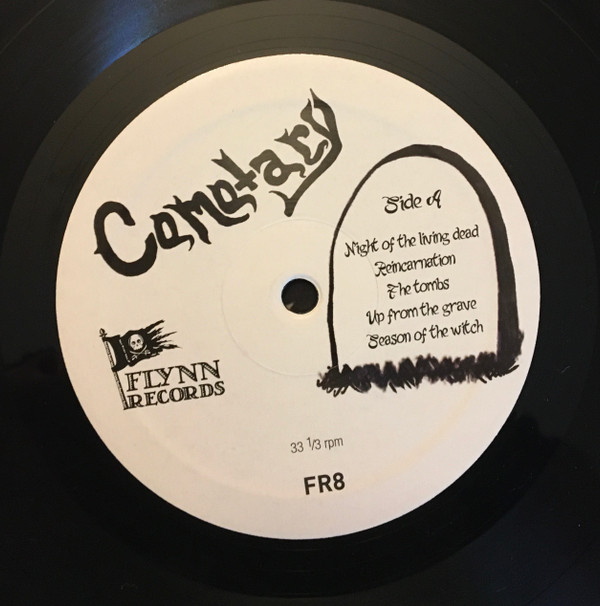 Cemetary
Side A
Night of the living dead
Reincarnation
The tombs
Up from the grave
Season of the witch
FLYNN
RECORDS
33 1/3 rpm
FR8